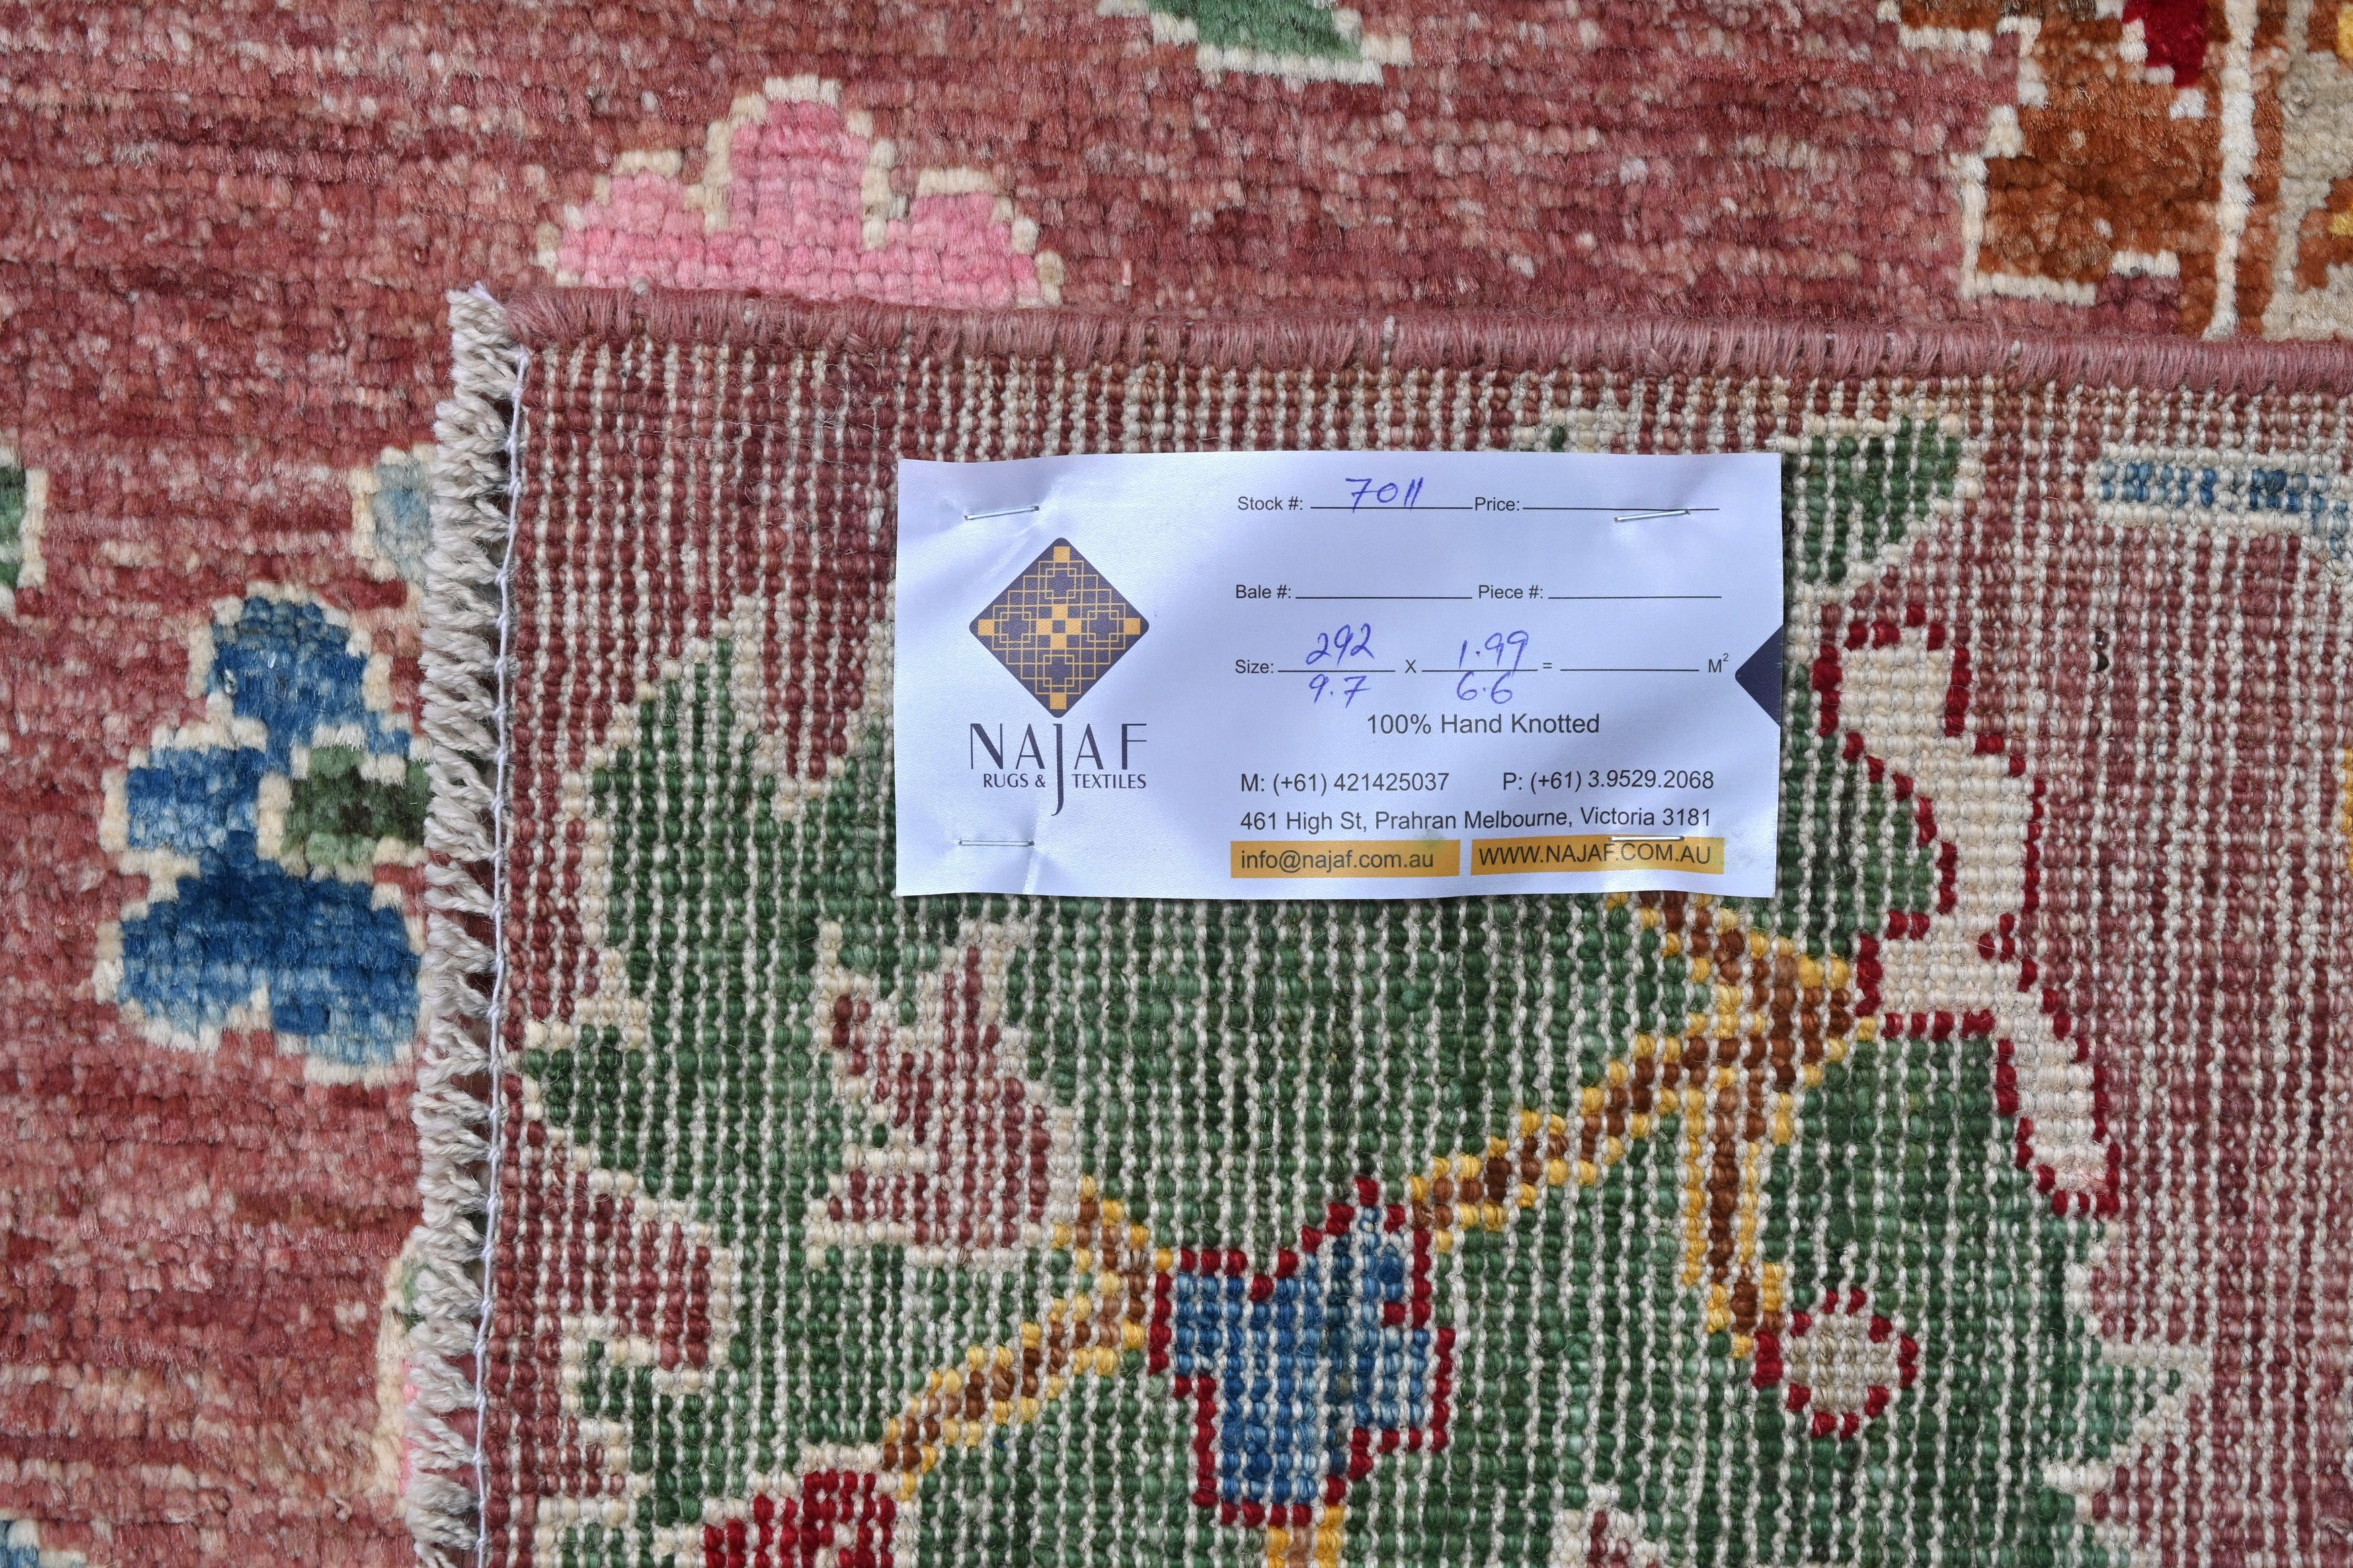 Stock #: 7011 Price:
Bale #: Piece #:
Size: 292 X 1.99 = M²
9.7 6.6
100% Hand Knotted
NAJAF
RUGS & TEXTILES
M: (+61) 421425037 P: (+61) 3.9529.2068
461 High St, Prahran Melbourne, Victoria 3181
info@najaf.com.au WWW.NAJAF.COM.AU